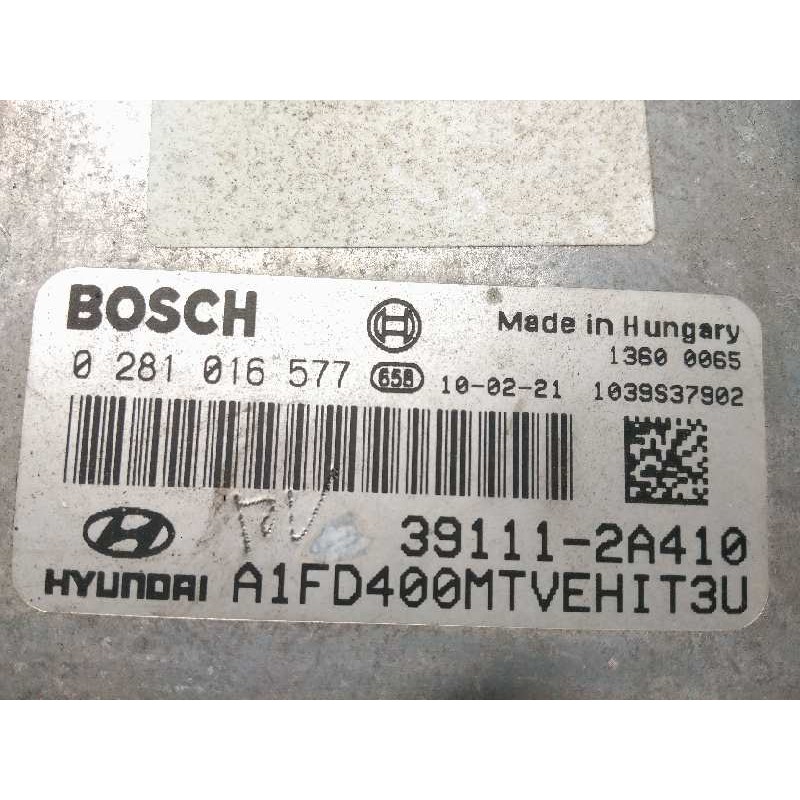 BOSCH
Made in Hungary
1360 0065
0 281 016 577 658 10-02-21 1039S37902
39111-2A410
HYUNDAI A1FD400MTVEHIT3U